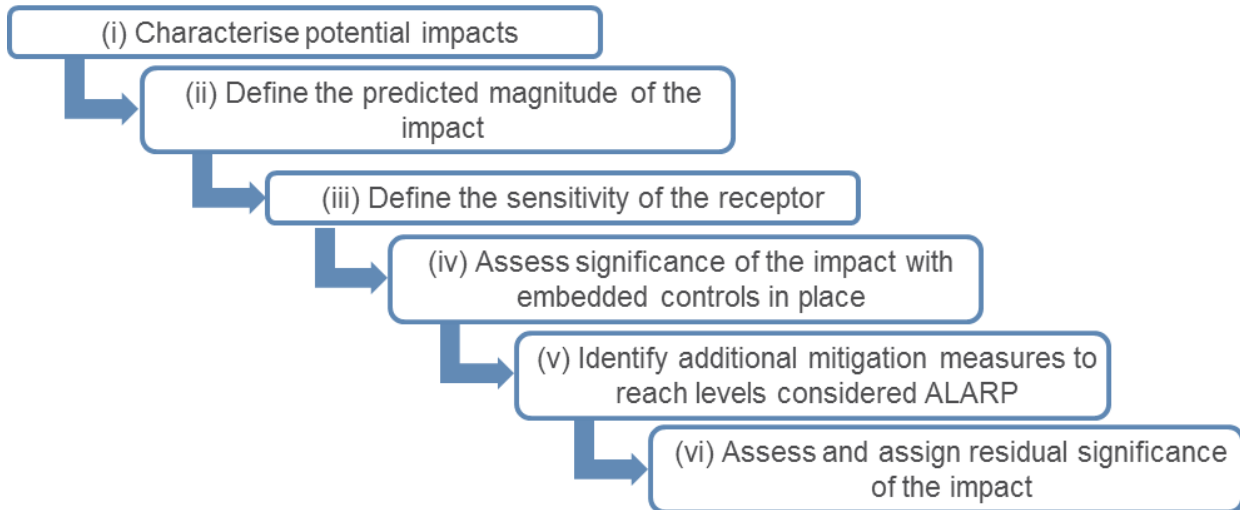 (i) Characterise potential impacts
(ii) Define the predicted magnitude of the
impact
(iii) Define the sensitivity of the receptor
(iv) Assess significance of the impact with
embedded controls in place
(v) Identify additional mitigation measures to
reach levels considered ALARP
(vi) Assess and assign residual significance
of the impact